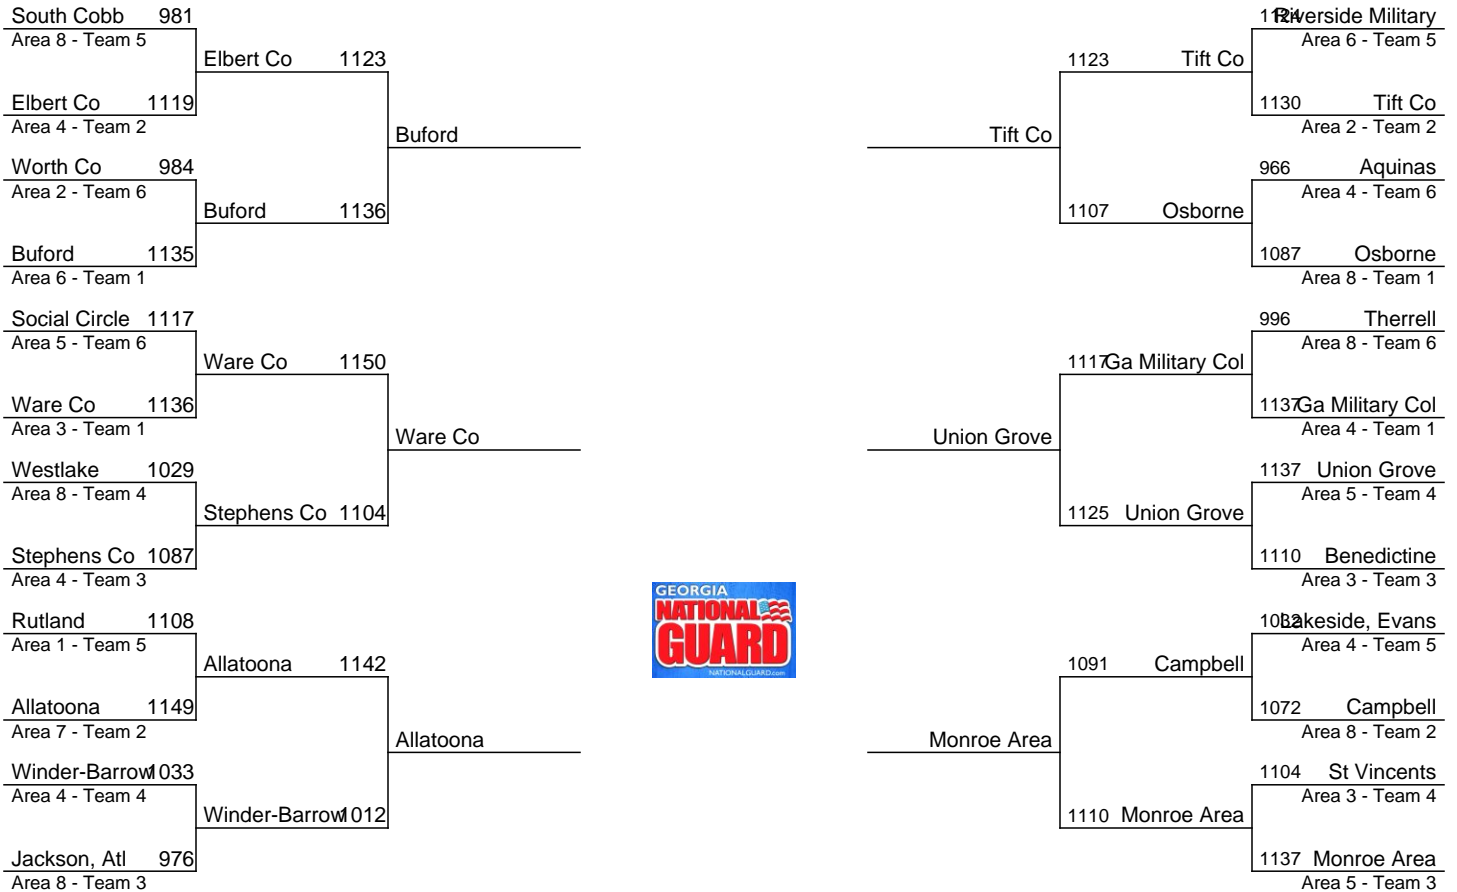 South Cobb 981
Area 8 - Team 5
Elbert Co 1123
Elbert Co 1119
Area 4 - Team 2
Buford
Worth Co 984
Area 2 - Team 6
Buford 1136
Buford 1135
Area 6 - Team 1
Social Circle 1117
Area 5 - Team 6
Ware Co 1150
Ware Co 1136
Area 3 - Team 1
Ware Co
Westlake 1029
Area 8 - Team 4
Stephens Co 1104
Stephens Co 1087
Area 4 - Team 3
Rutland 1108
Area 1 - Team 5
Allatoona 1142
Allatoona 1149
Area 7 - Team 2
Allatoona
Winder-Barrow 1033
Area 4 - Team 4
Winder-Barrow 1012
Jackson, Atl 976
Area 8 - Team 3
GEORGIA
NATIONAL
GUARD
NATIONALGUARD.com
1124 Riverside Military
Area 6 - Team 5
1123 Tift Co
1130 Tift Co
Area 2 - Team 2
Tift Co
966 Aquinas
Area 4 - Team 6
1107 Osborne
1087 Osborne
Area 8 - Team 1
996 Therrell
Area 8 - Team 6
1117 Ga Military Col
1137 Ga Military Col
Area 4 - Team 1
Union Grove
1137 Union Grove
Area 5 - Team 4
1125 Union Grove
1110 Benedictine
Area 3 - Team 3
Lakeside, Evans
Area 4 - Team 5
1091 Campbell
1072 Campbell
Area 8 - Team 2
Monroe Area
1104 St Vincents
Area 3 - Team 4
1110 Monroe Area
1137 Monroe Area
Area 5 - Team 3